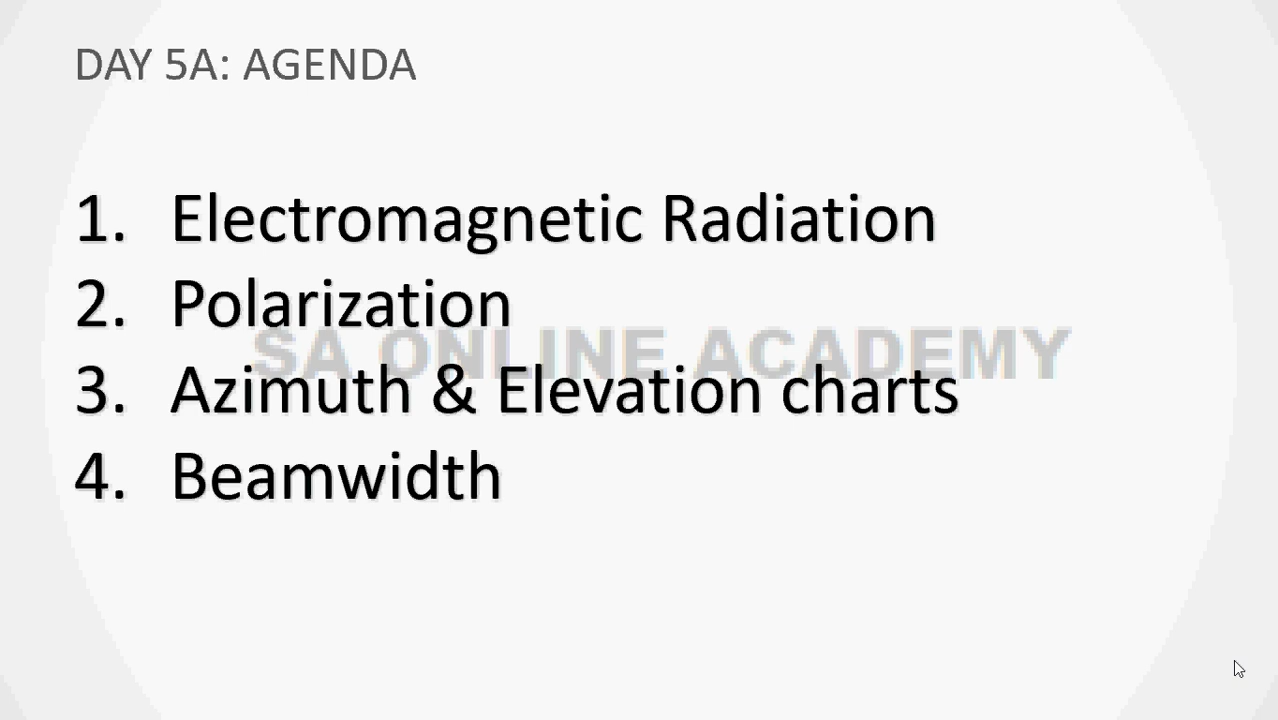 DAY 5A: AGENDA
1. Electromagnetic Radiation
2. Polarization
SA ONLINE ACADEMY
3. Azimuth & Elevation charts
4. Beamwidth